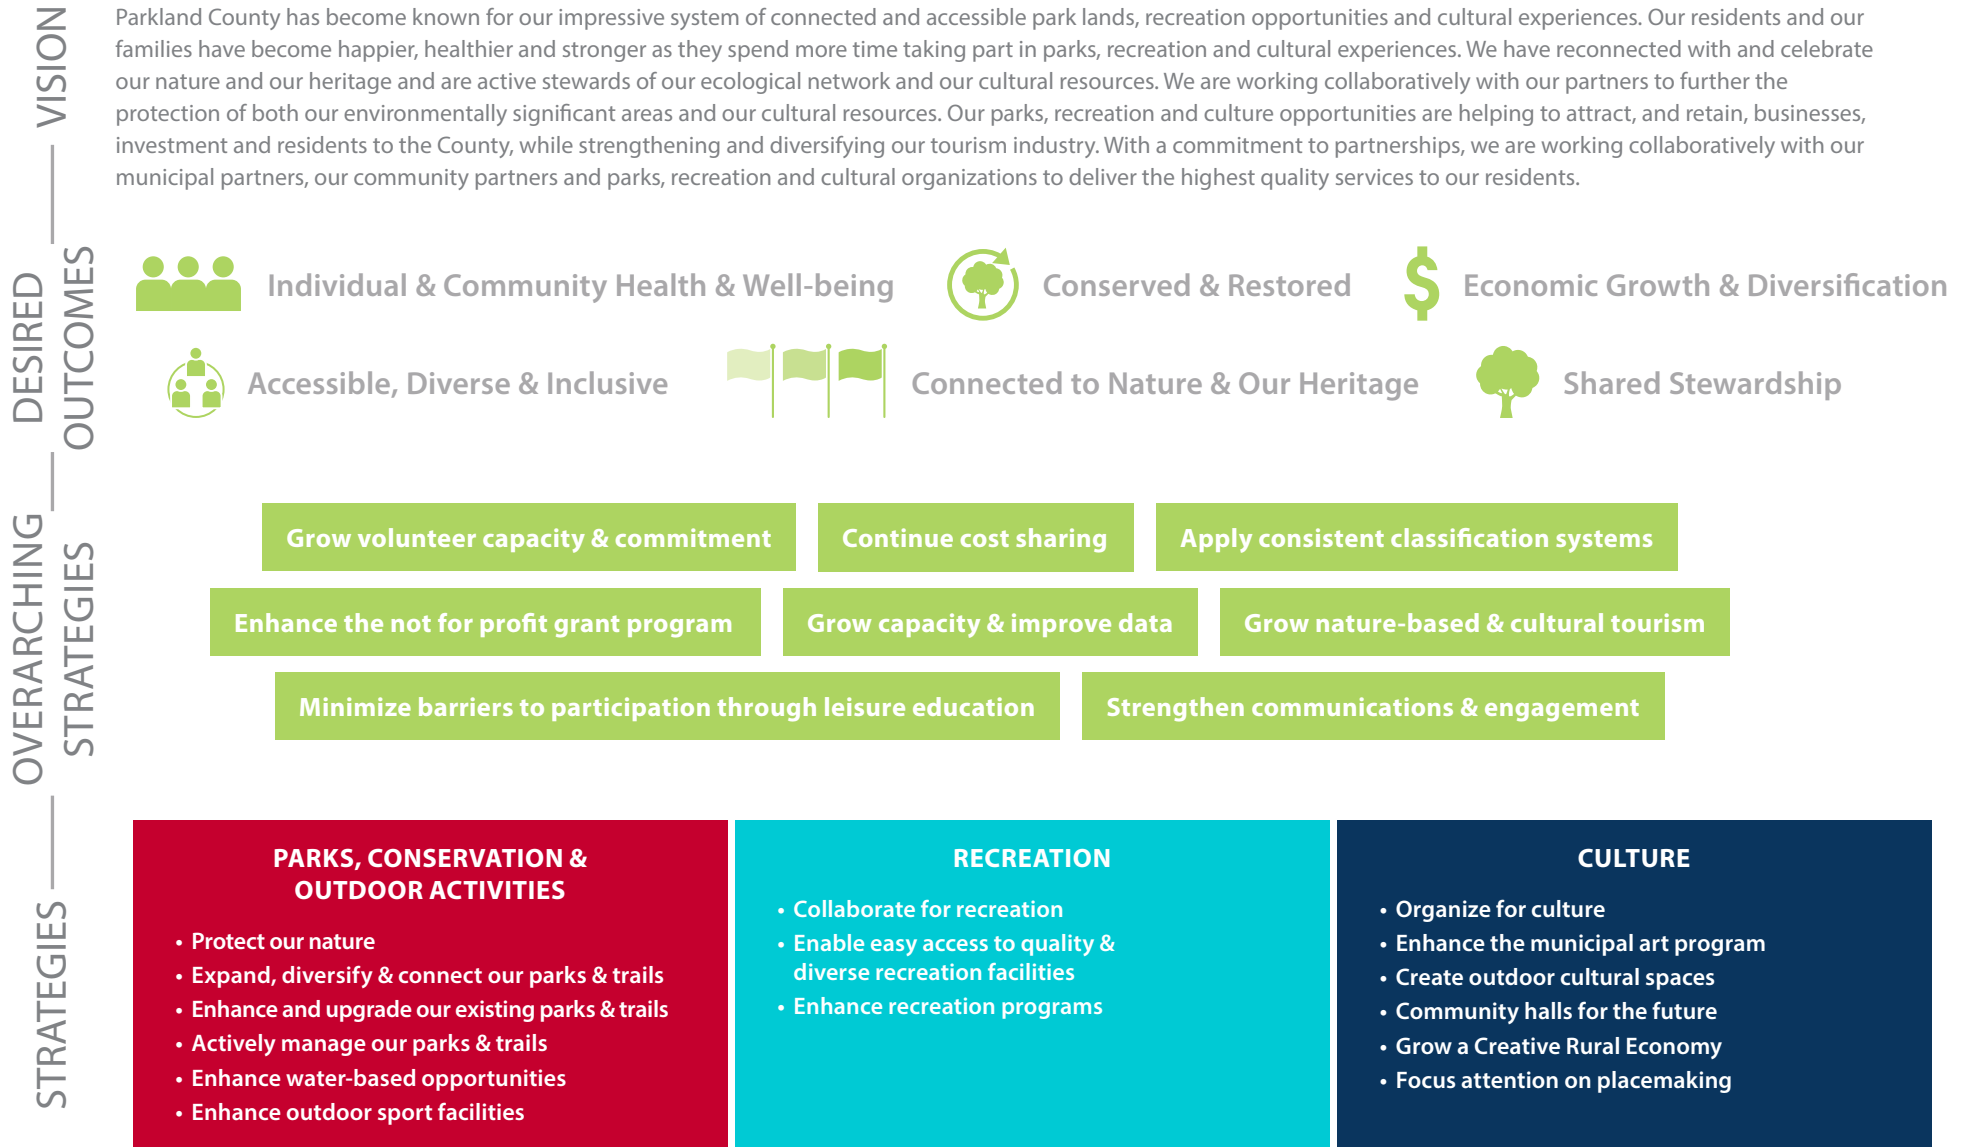 VISION
Parkland County has become known for our impressive system of connected and accessible park lands, recreation opportunities and cultural experiences. Our residents and our
families have become happier, healthier and stronger as they spend more time taking part in parks, recreation and cultural experiences. We have reconnected with and celebrate
our nature and our heritage and are active stewards of our ecological network and our cultural resources. We are working collaboratively with our partners to further the
protection of both our environmentally significant areas and our cultural resources. Our parks, recreation and culture opportunities are helping to attract, and retain, businesses,
investment and residents to the County, while strengthening and diversifying our tourism industry. With a commitment to partnerships, we are working collaboratively with our
municipal partners, our community partners and parks, recreation and cultural organizations to deliver the highest quality services to our residents.
DESIRED
OUTCOMES
Individual & Community Health & Well-being
Conserved & Restored
Economic Growth & Diversification
Accessible, Diverse & Inclusive
Connected to Nature & Our Heritage
Shared Stewardship
OVERARCHING
STRATEGIES
Grow volunteer capacity & commitment
Continue cost sharing
Apply consistent classification systems
Enhance the not for profit grant program
Grow capacity & improve data
Grow nature-based & cultural tourism
Minimize barriers to participation through leisure education
Strengthen communications & engagement
STRATEGIES
PARKS, CONSERVATION &
OUTDOOR ACTIVITIES
• Protect our nature
• Expand, diversify & connect our parks & trails
• Enhance and upgrade our existing parks & trails
• Actively manage our parks & trails
• Enhance water-based opportunities
• Enhance outdoor sport facilities
RECREATION
• Collaborate for recreation
• Enable easy access to quality &
diverse recreation facilities
• Enhance recreation programs
CULTURE
• Organize for culture
• Enhance the municipal art program
• Create outdoor cultural spaces
• Community halls for the future
• Grow a Creative Rural Economy
• Focus attention on placemaking